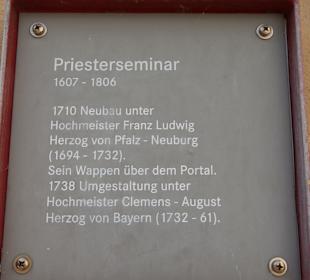 Priesterseminar
1607 - 1806
1710 Neubau unter
Hochmeister Franz Ludwig
Herzog von Pfalz - Neuburg
(1694 - 1732).
Sein Wappen über dem Portal.
1738 Umgestaltung unter
Hochmeister Clemens - August
Herzog von Bayern (1732 - 61).